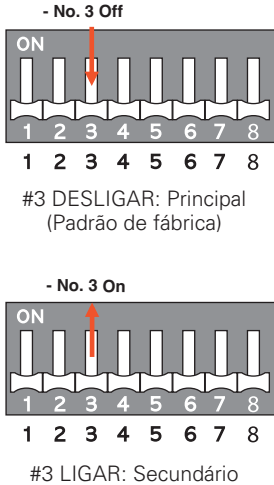 - No. 3 Off
ON
1 2 3 4 5 6 7 8
1 2 3 4 5 6 7 8
#3 DESLIGAR: Principal
(Padrão de fábrica)
- No. 3 On
ON
1 2 3 4 5 6 7 8
1 2 3 4 5 6 7 8
#3 LIGAR: Secundário